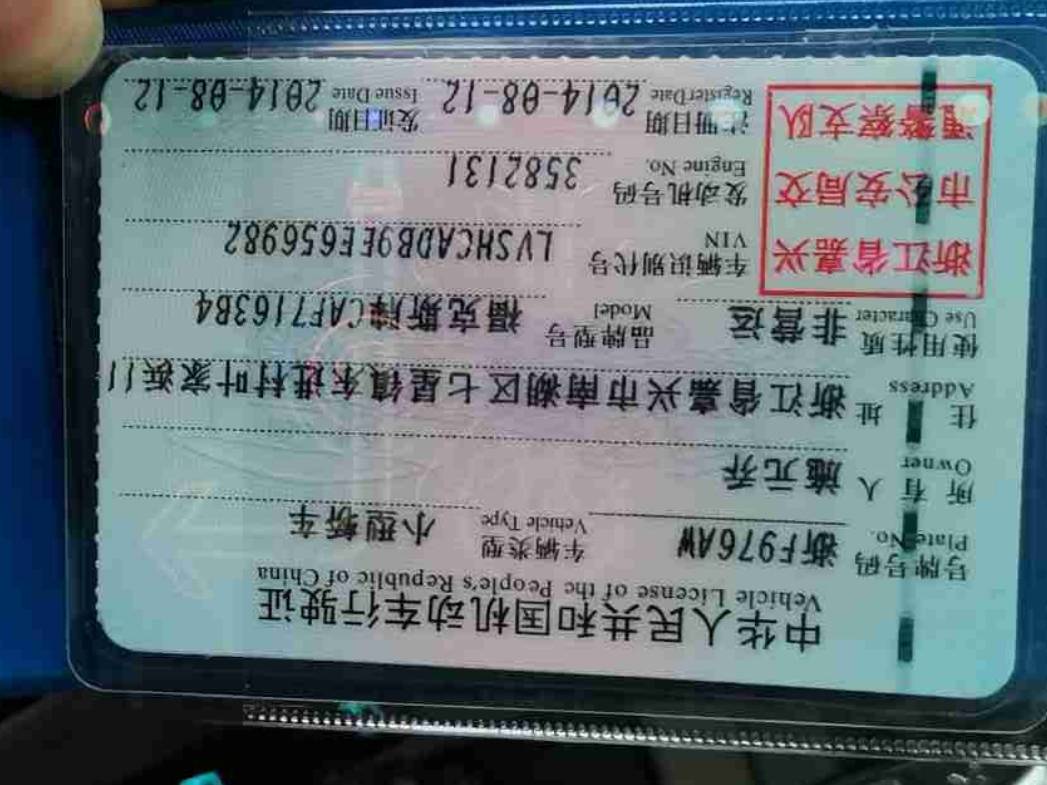 中华人民共和国机动车行驶证
Vehicle License of the People's Republic of China
号牌号码 浙F976AW 车辆类型 小型轿车
Plate No. Vehicle Type
所有人 施元乔
Owner
住址 浙江省嘉兴市南湖区七星镇东进村叶家浜11
Address
使用性质 非营运 品牌型号 福克斯牌CAF7163B4
Use Character Model
浙江省嘉兴市公安局交通警察支队
车辆识别代号 LVSHCADB9EE656982
VIN
发动机号码 3582131
Engine No.
注册日期 2014-08-12 发证日期 2014-08-12
Register Date Issue Date